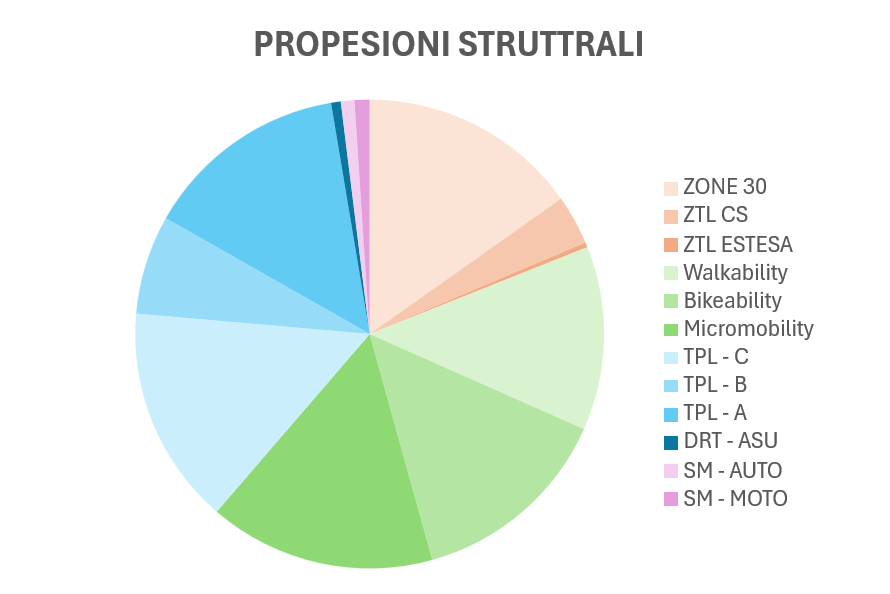 PROPESIONI STRUTTRALI
ZONE 30
ZTL CS
ZTL ESTESA
Walkability
Bikeability
Micromobility
TPL - C
TPL - B
TPL - A
DRT - ASU
SM - AUTO
SM - MOTO